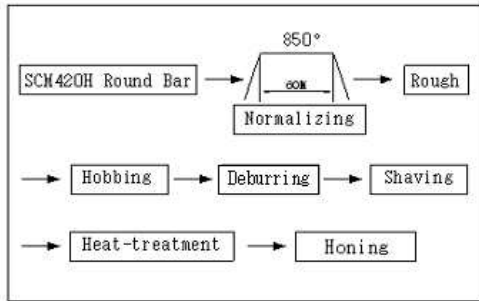 850°
SCM420H Round Bar 60M Rough
Normalizing
Hobbing Deburring Shaving
Heat-treatment Honing